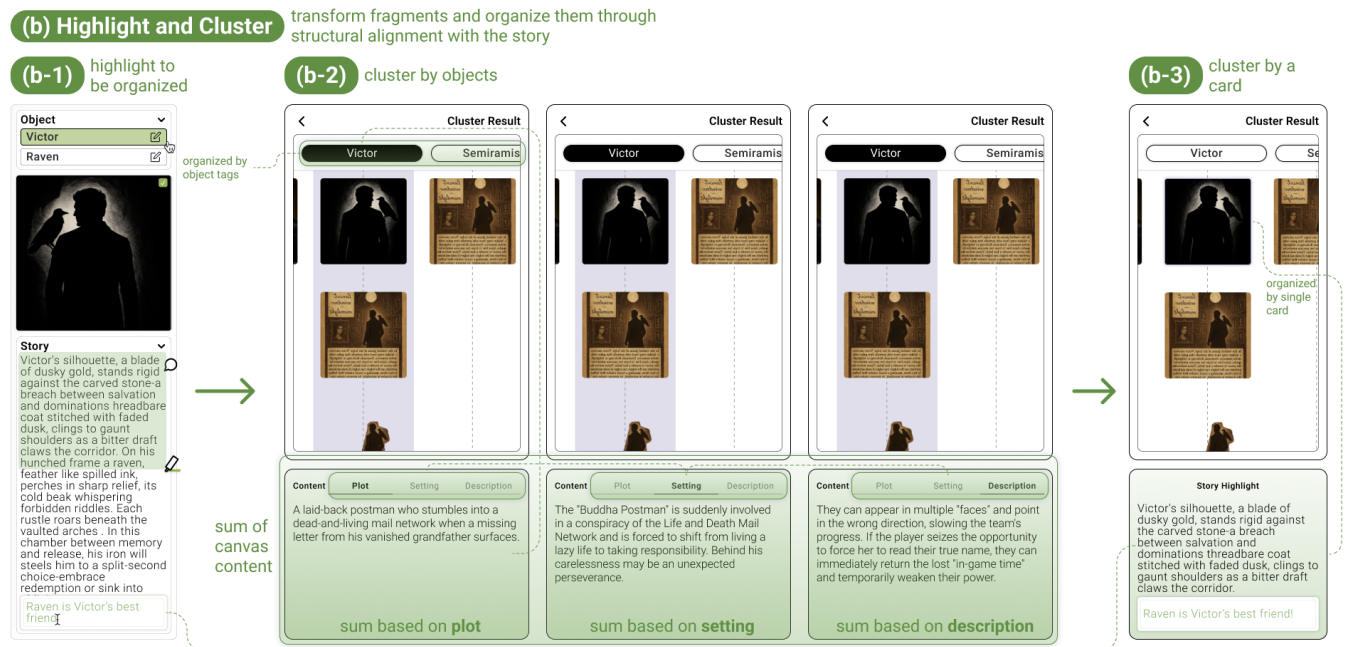 (b) Highlight and Cluster
transform fragments and organize them through
structural alignment with the story
(b-1)
highlight to
be organized
Object
Victor
Raven
Story
Victor's silhouette, a blade
of dusky gold, stands rigid
against the carved stone-a
breach between salvation
and dominations hreadbare
coat stitched with faded
dusk, clings to gaunt
shoulders as a bitter draft
claws the corridor. On his
hunched frame a raven,
feather like spilled ink,
perches in sharp relief, its
cold beak whispering
forbidden riddles. Each
rustle roars beneath the
vaulted arches . In this
chamber between memory
and release, his iron will
steels him to a split-second
choice-embrace
redemption or sink into
Raven is Victor's best
friend
(b-2)
cluster by objects
organized by
object tags
Cluster Result
Victor
Semiramis
Cluster Result
Victor
Semiramis
Cluster Result
Victor
Semiramis
sum of
canvas
content
Content Plot Setting Description
A laid-back postman who stumbles into a
dead-and-living mail network when a missing
letter from his vanished grandfather surfaces.
sum based on plot
Content Plot Setting Description
The "Buddha Postman" is suddenly involved
in a conspiracy of the Life and Death Mail
Network and is forced to shift from living a
lazy life to taking responsibility. Behind his
carelessness may be an unexpected
perseverance.
sum based on setting
Content Plot Setting Description
They can appear in multiple "faces" and point
in the wrong direction, slowing the team's
progress. If the player seizes the opportunity
to force her to read their true name, they can
immediately return the lost "in-game time"
and temporarily weaken their power.
sum based on description
(b-3)
cluster by a
card
Cluster Result
Victor
Se
organized
by single
card
Story Highlight
Victor's silhouette, a blade of
dusky gold, stands rigid against
the carved stone-a breach
between salvation and
dominations threadbare coat
stitched with faded dusk, clings to
gaunt shoulders as a bitter draft
claws the corridor.
Raven is Victor's best friend!